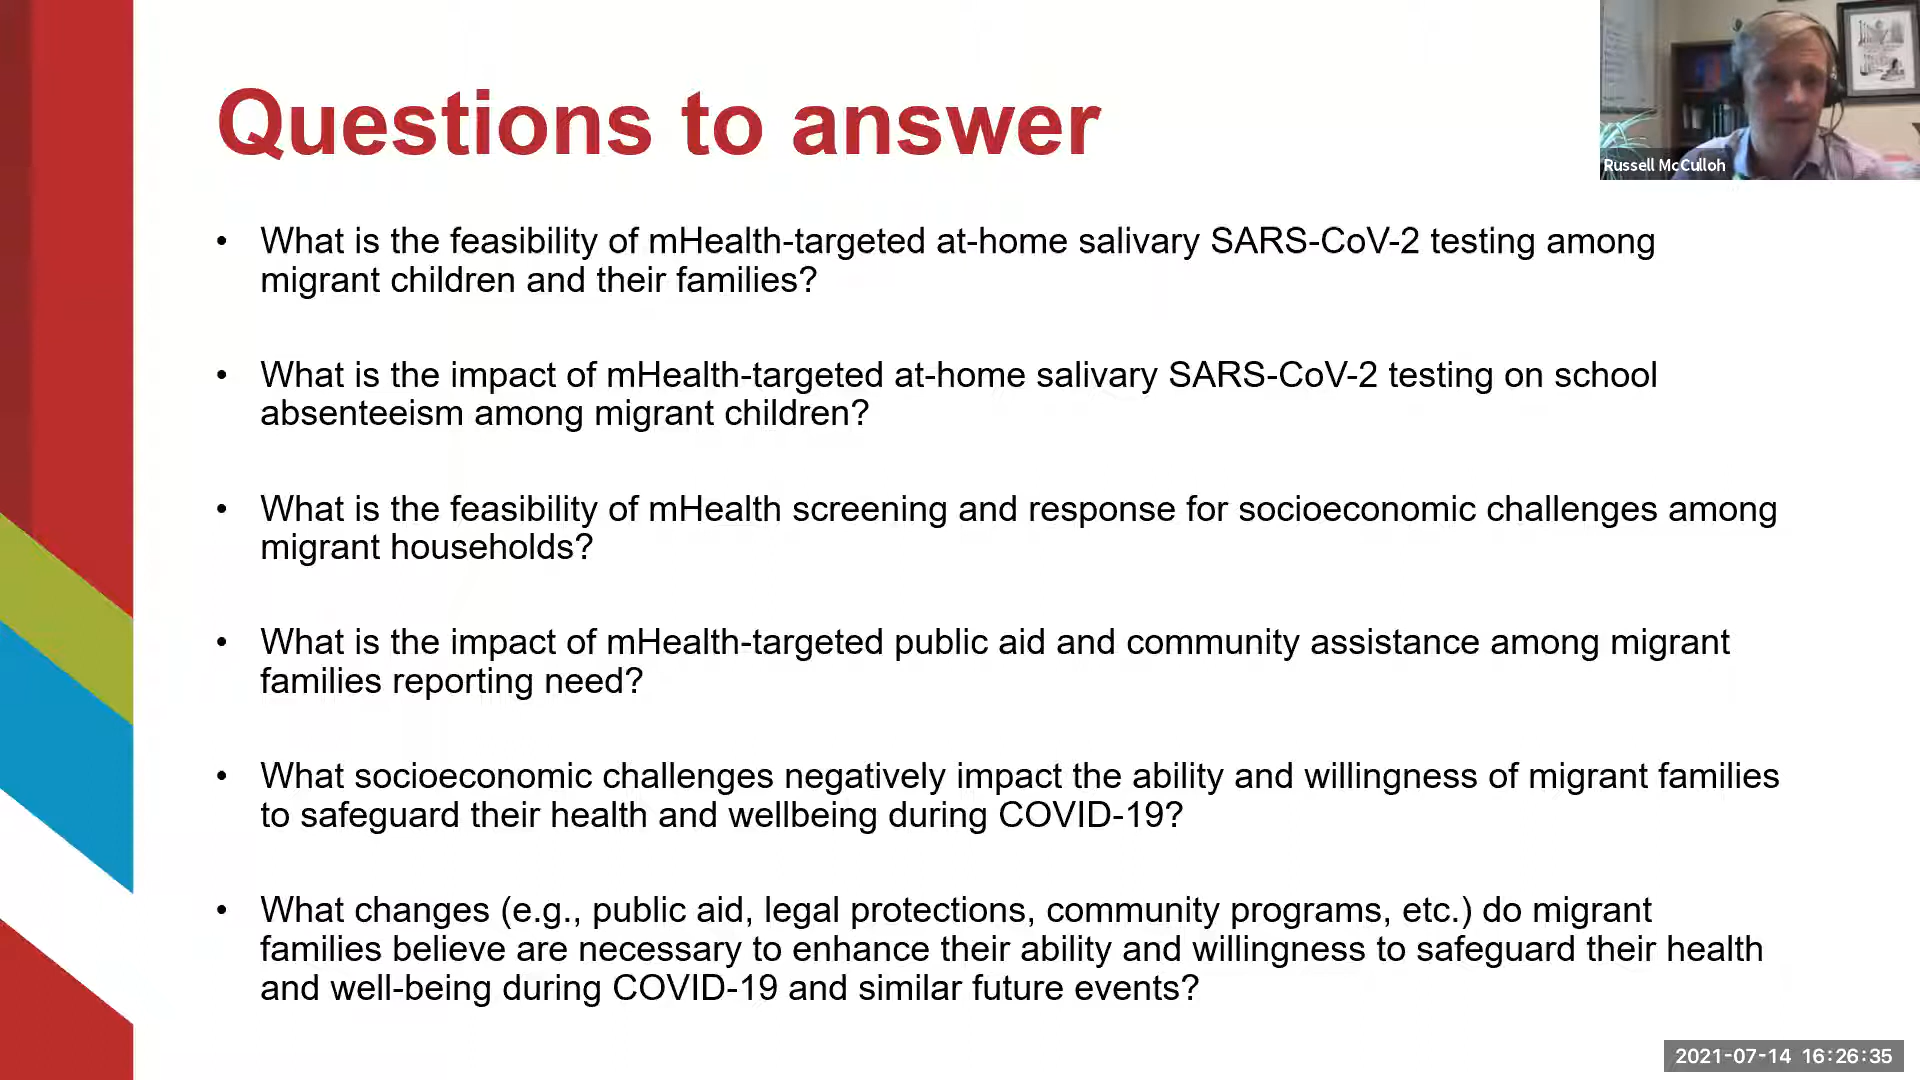 Questions to answer
Russell McCulloh
• What is the feasibility of mHealth-targeted at-home salivary SARS-CoV-2 testing among
migrant children and their families?
• What is the impact of mHealth-targeted at-home salivary SARS-CoV-2 testing on school
absenteeism among migrant children?
• What is the feasibility of mHealth screening and response for socioeconomic challenges among
migrant households?
• What is the impact of mHealth-targeted public aid and community assistance among migrant
families reporting need?
• What socioeconomic challenges negatively impact the ability and willingness of migrant families
to safeguard their health and wellbeing during COVID-19?
• What changes (e.g., public aid, legal protections, community programs, etc.) do migrant
families believe are necessary to enhance their ability and willingness to safeguard their health
and well-being during COVID-19 and similar future events?
2021-07-14 16:26:35